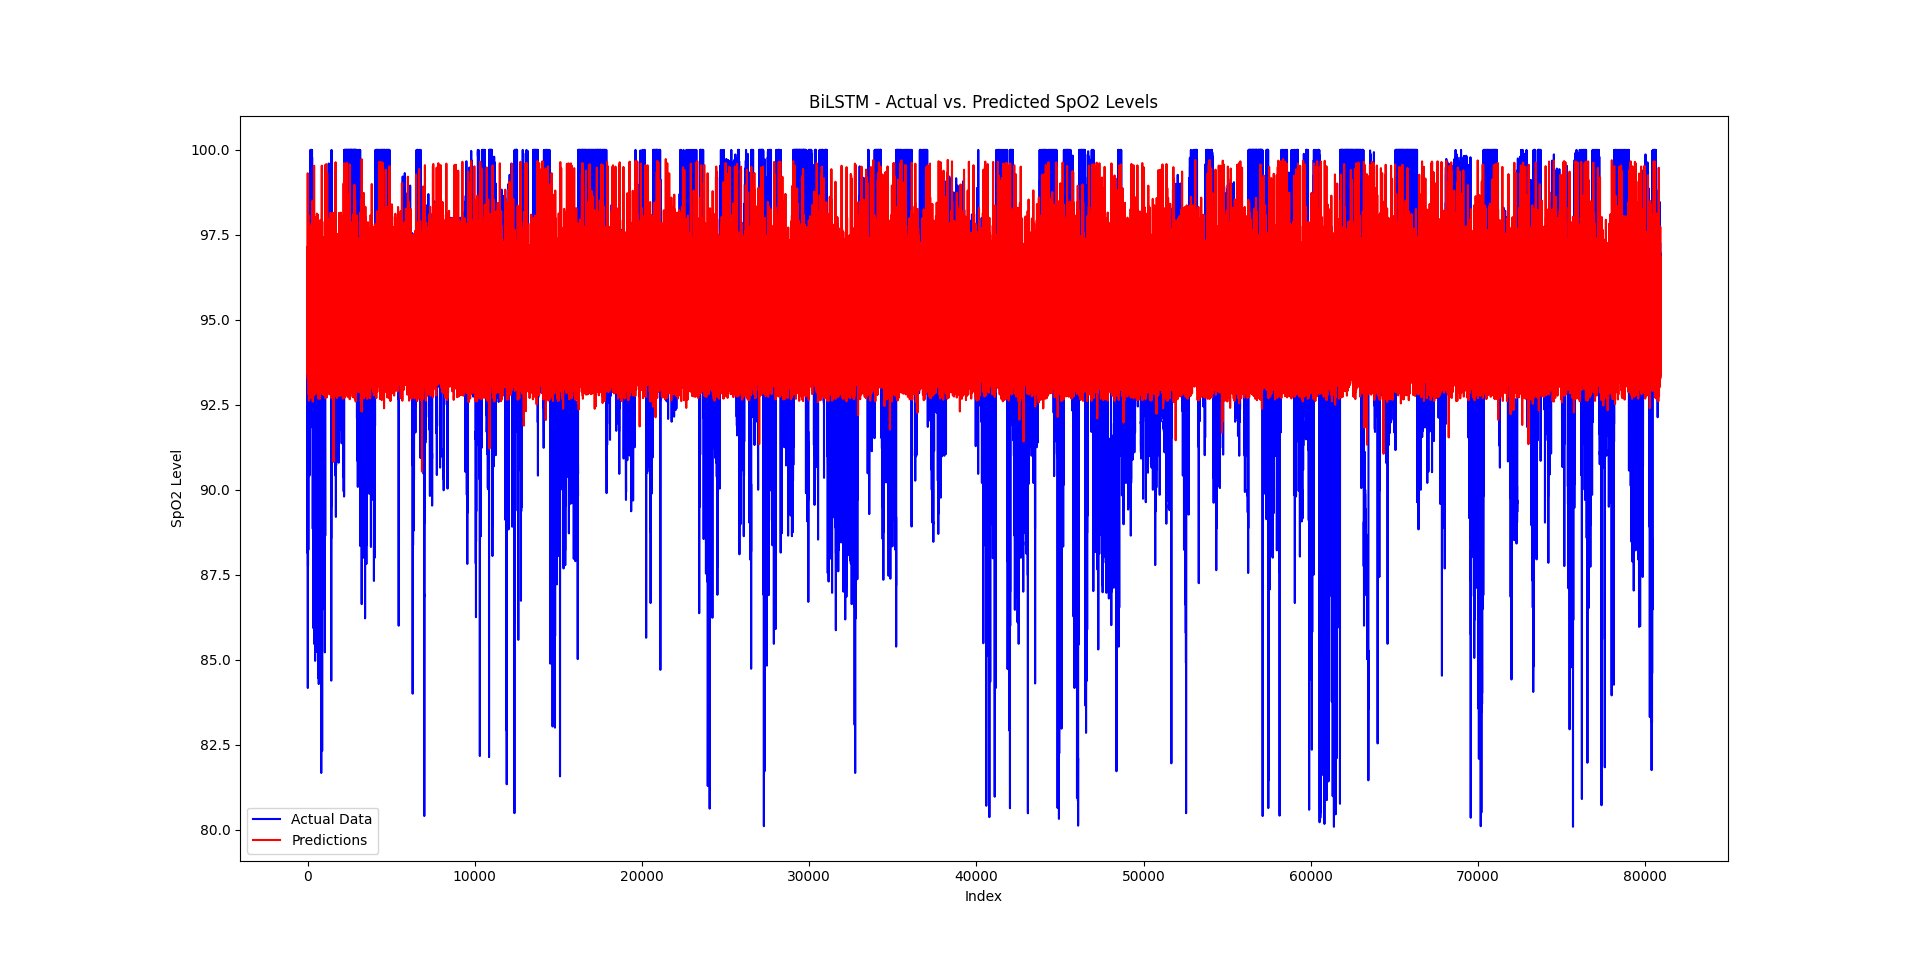 BiLSTM - Actual vs. Predicted SpO2 Levels
100.0
97.5
95.0
92.5
90.0
87.5
85.0
82.5
80.0
SpO2 Level
Actual Data
Predictions
0 10000 20000 30000 40000 50000 60000 70000 80000
Index